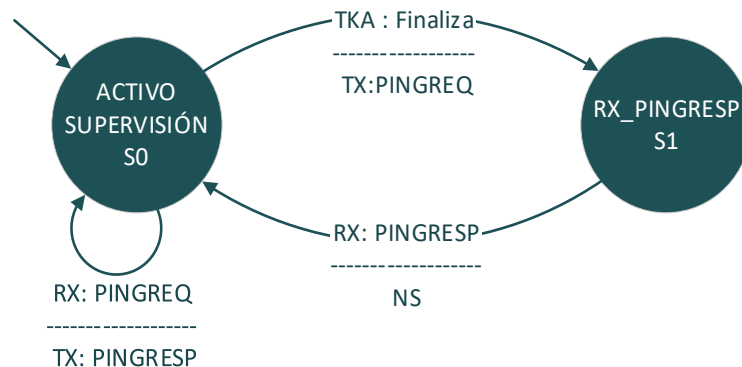 TKA : Finaliza
------------------
TX:PINGREQ
ACTIVO
SUPERVISIÓN
S0
RX_PINGRESP
S1
RX: PINGRESP
-------------------
NS
RX: PINGREQ
-------------------
TX: PINGRESP